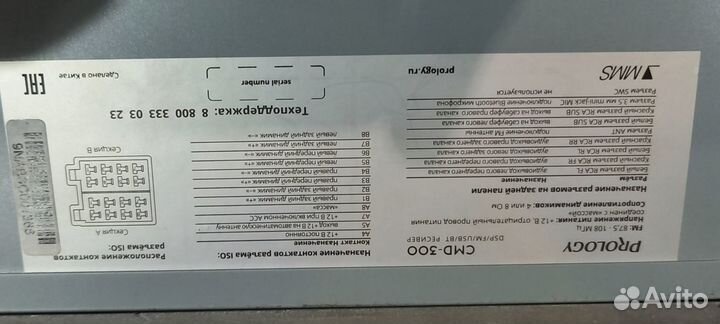 PROLOGY
CMD-300
DSP/FM/USB/BT РЕСИВЕР
FM: 87,5 - 108 МГц
Напряжение питания: +12 В, отрицательный провод питания
соединен с «массой»
Сопротивление динамиков: 4 или 8 Ом
Назначение разъемов на задней панели
Разъем Назначение
Белый разъем RCA FL аудиовыход левого переднего канала
Красный разъем RCA FR аудиовыход правого переднего канала
Белый разъем RCA RL аудиовыход левого заднего канала
Красный разъем RCA RR аудиовыход правого заднего канала
Разъем ANT подключение FM антенны
Белый разъем RCA SUB выход на сабвуфер левого канала
Красный разъем RCA SUB выход на сабвуфер правого канала
Разъем 3,5 мм mini-jack MIC подключение Bluetooth микрофона
Разъем SWC не используется
MMS
prology.ru
Назначение контактов разъёма ISO:
Контакт Назначение
A4 +12 В постоянно
A5 выход +12 В на автоматическую антенну
A7 +12 В при включенном ACC
A8 «масса»
B1 правый задний динамик «+»
B2 правый задний динамик «-»
B3 правый передний динамик «+»
B4 правый передний динамик «-»
B5 левый передний динамик «+»
B6 левый передний динамик «-»
B7 левый задний динамик «+»
B8 левый задний динамик «-»
Расположение контактов
разъема ISO:
Секция A
Секция B
Техподдержка: 8 800 333 03 23
serial number
Сделано в Китае
EAC
Avito